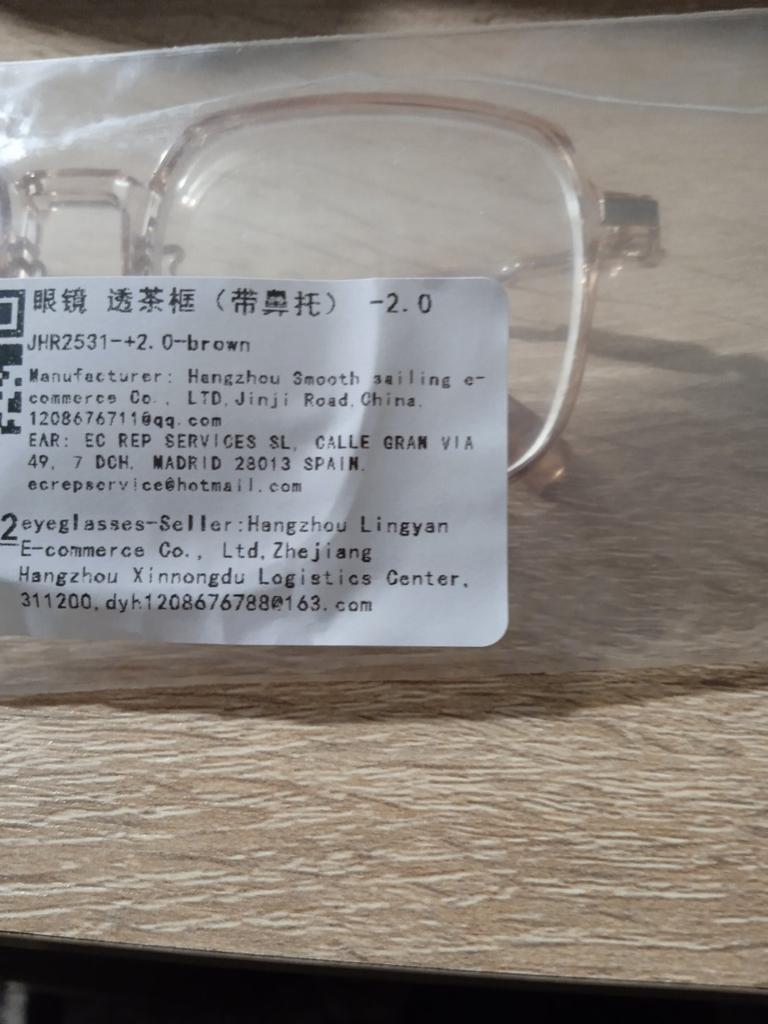 眼镜 透茶框（带鼻托） -2.0
JHR2531-+2.0-brown
Manufacturer: Hangzhou Smooth sailing e-
commerce Co., LTD,Jinji Road,China.
1208676711@qq.com
EAR: EC REP SERVICES SL, CALLE GRAN VIA
49, 7 DCH. MADRID 28013 SPAIN.
ecrepservice@hotmail.com
2
eyeglasses-Seller:Hangzhou Lingyan
E-commerce Co., Ltd,Zhejiang
Hangzhou Xinnongdu Logistics Center,
311200,dyh1208676788@163.com